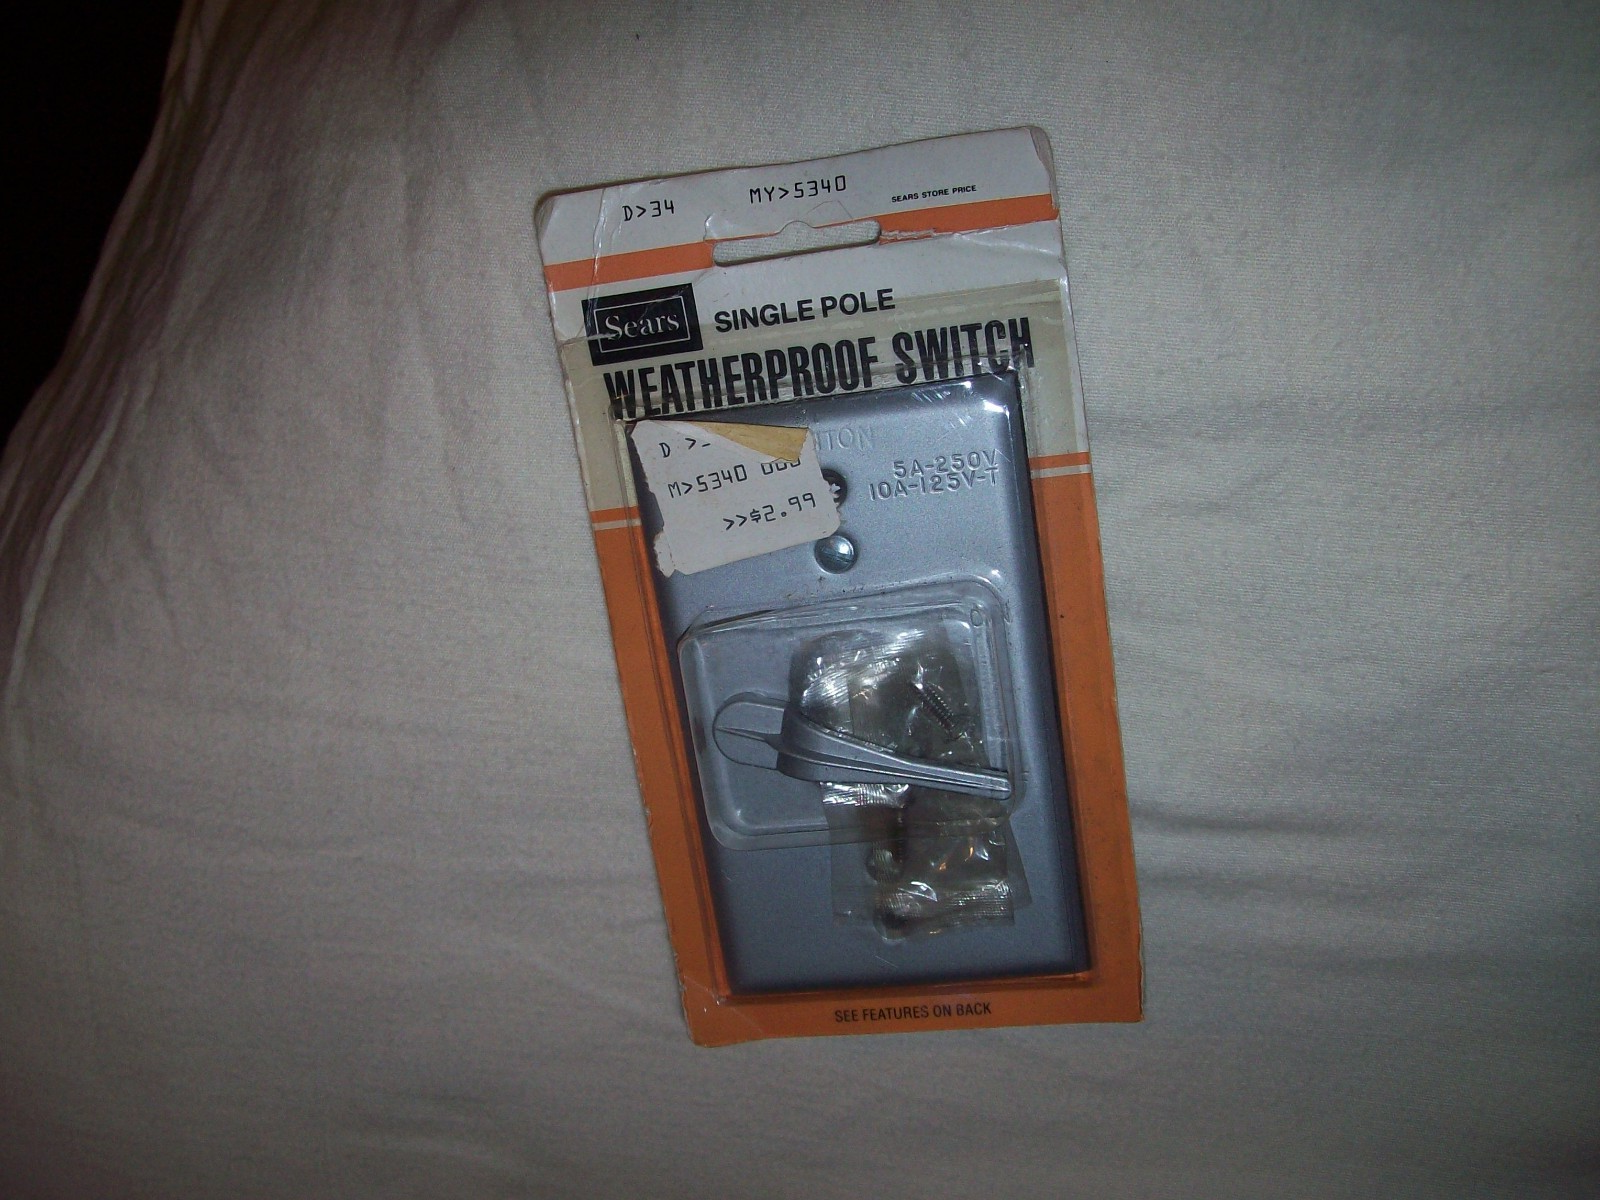 D>34 MY>5340 SEARS STORE PRICE
Sears SINGLE POLE
WEATHERPROOF SWITCH
D >
M>5340
>>$2.99
5A-250V
10A-125V-T
SEE FEATURES ON BACK